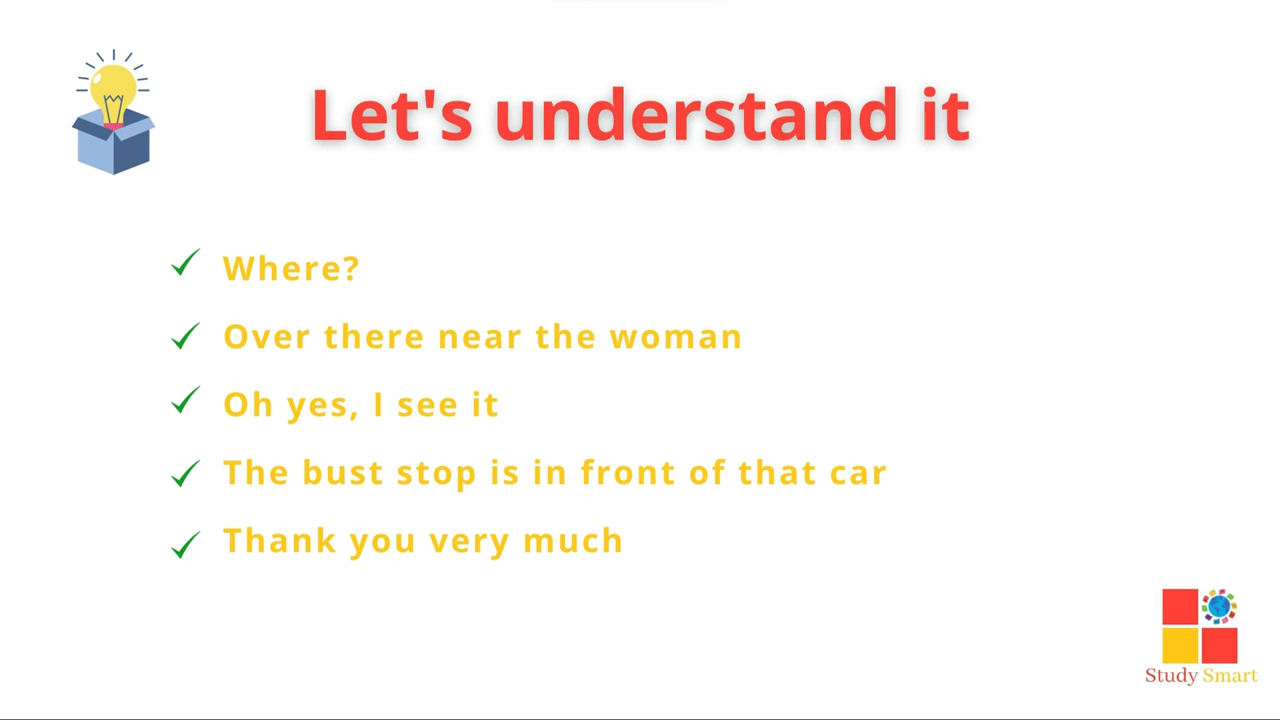 Let's understand it
Where?
Over there near the woman
Oh yes, I see it
The bust stop is in front of that car
Thank you very much
Study Smart